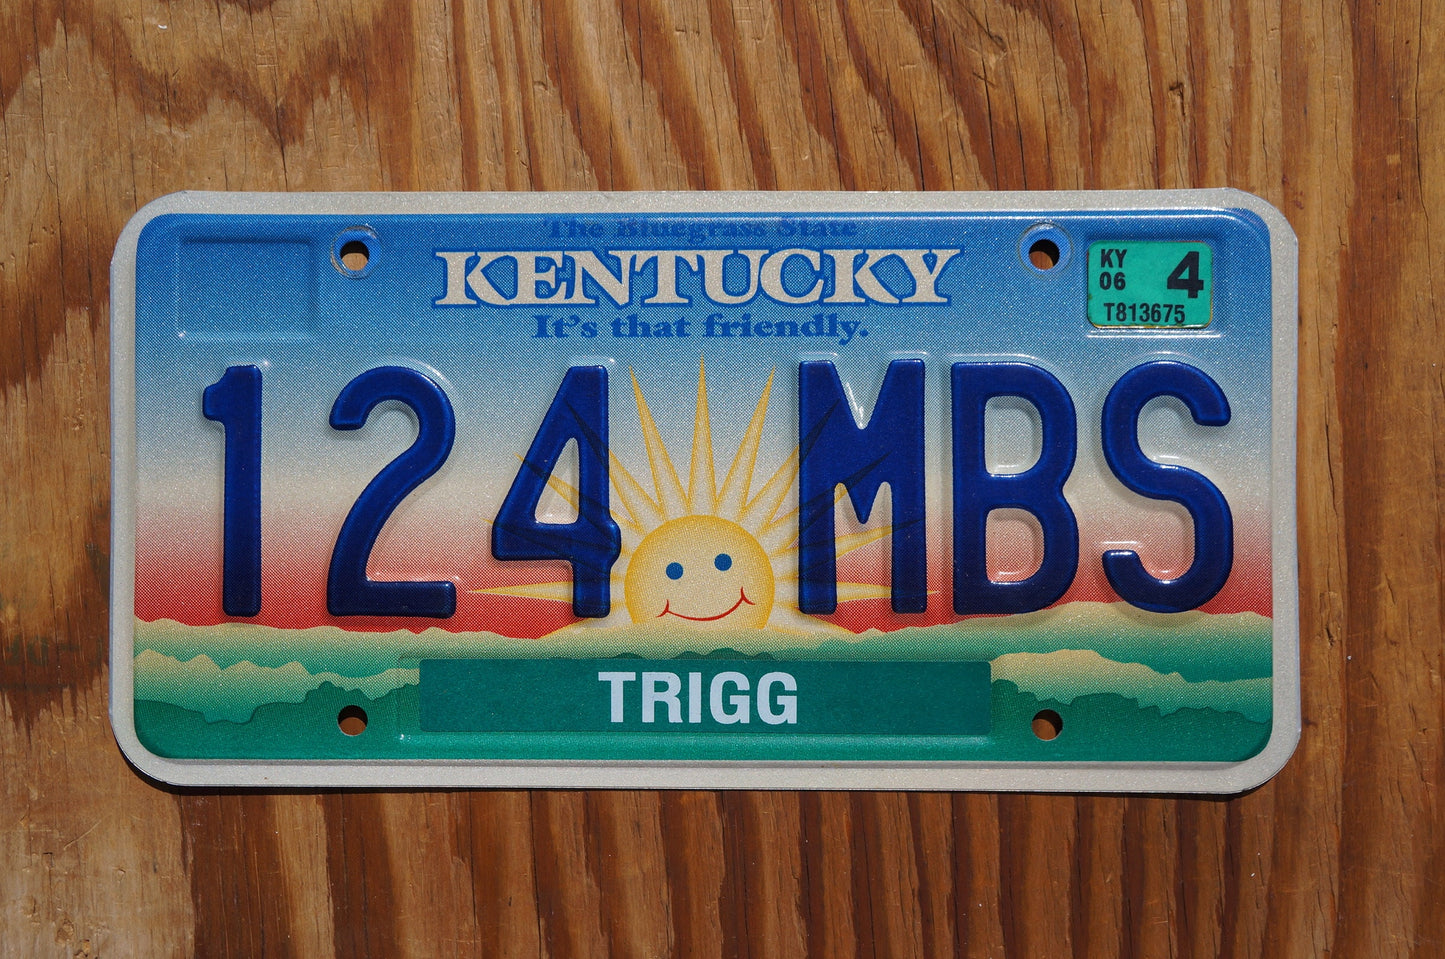 The Bluegrass State
KENTUCKY
It's that friendly.
KY
06
4
T813675
124 MBS
TRIGG